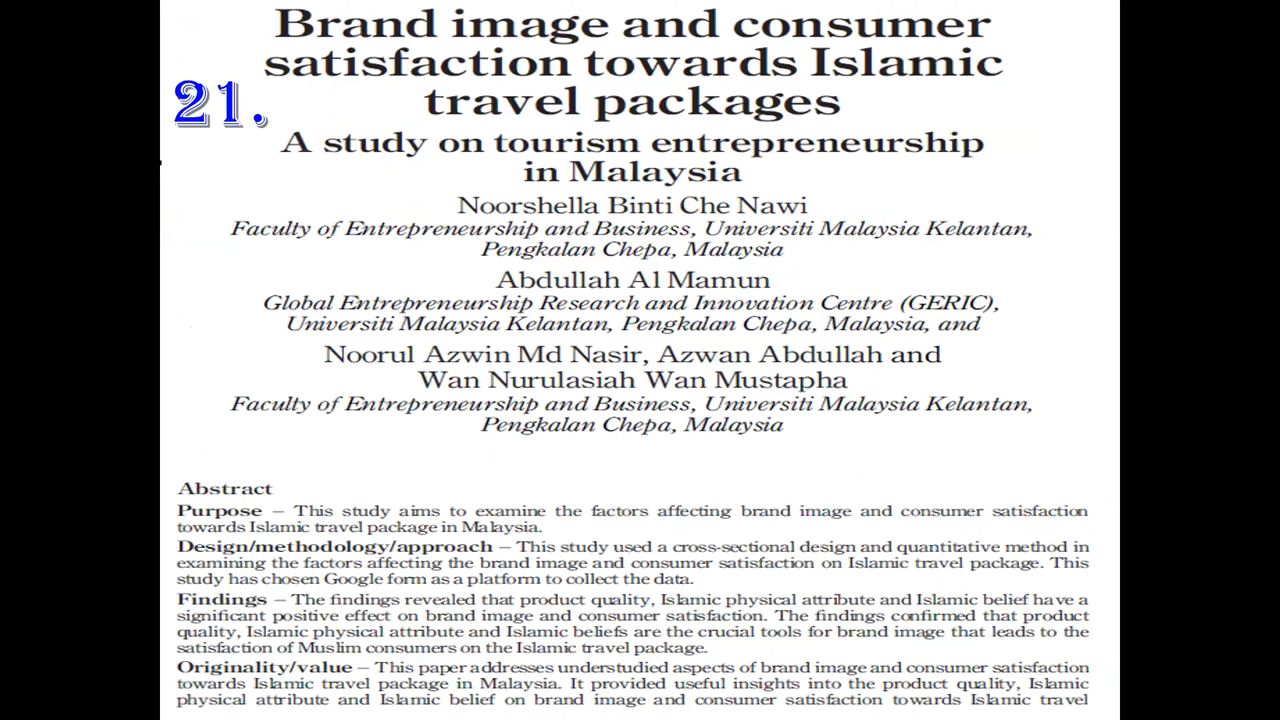 Brand image and consumer
satisfaction towards Islamic
21.
travel packages
A study on tourism entrepreneurship
in Malaysia
Noorshella Binti Che Nawi
Faculty of Entrepreneurship and Business, Universiti Malaysia Kelantan,
Pengkalan Chepa, Malaysia
Abdullah Al Mamun
Global Entrepreneurship Research and Innovation Centre (GERIC),
Universiti Malaysia Kelantan, Pengkalan Chepa, Malaysia, and
Noorul Azwin Md Nasir, Azwan Abdullah and
Wan Nurulasiah Wan Mustapha
Faculty of Entrepreneurship and Business, Universiti Malaysia Kelantan,
Pengkalan Chepa, Malaysia
Abstract
Purpose – This study aims to examine the factors affecting brand image and consumer satisfaction
towards Islamic travel package in Malaysia.
Design/methodology/approach – This study used a cross-sectional design and quantitative method in
examining the factors affecting the brand image and consumer satisfaction on Islamic travel package. This
study has chosen Google form as a platform to collect the data.
Findings – The findings revealed that product quality, Islamic physical attribute and Islamic belief have a
significant positive effect on brand image and consumer satisfaction. The findings confirmed that product
quality, Islamic physical attribute and Islamic beliefs are the crucial tools for brand image that leads to the
satisfaction of Muslim consumers on the Islamic travel package.
Originality/value – This paper addresses understudied aspects of brand image and consumer satisfaction
towards Islamic travel package in Malaysia. It provided useful insights into the product quality, Islamic
physical attribute and Islamic belief on brand image and consumer satisfaction towards Islamic travel